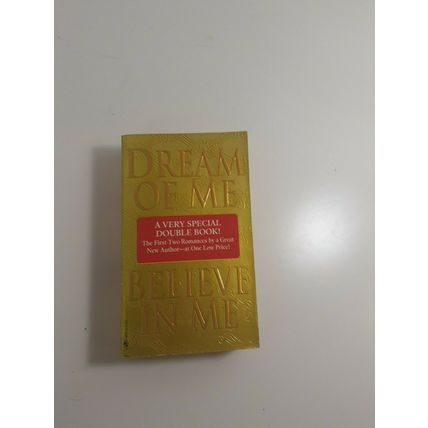 DREAM
OF ME
A VERY SPECIAL
DOUBLE BOOK!
The First Two Romances by a Great
New Author—at One Low Price!
BELIEVE
IN ME